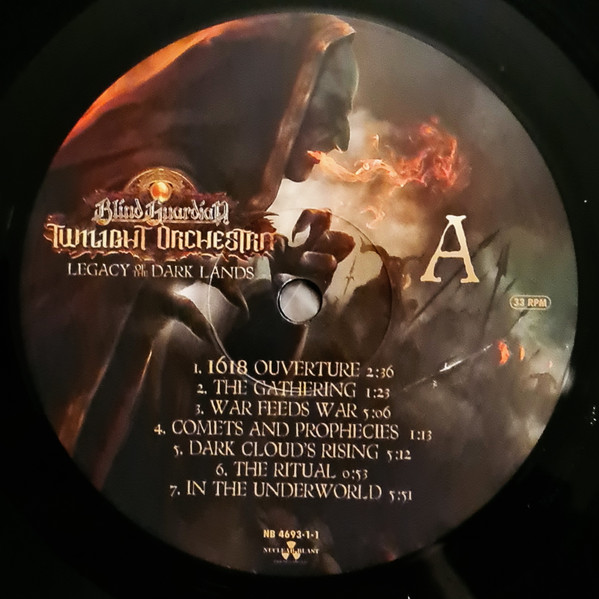 Blind Guardian
Twilight Orchestra
Legacy of the Dark Lands
A
33 RPM
1. 1618 Ouverture 2:36
2. The Gathering 1:23
3. War Feeds War 5:06
4. Comets and Prophecies 1:13
5. Dark Cloud's Rising 5:12
6. The Ritual 0:53
7. In the Underworld 5:51
NB 4693-1-1
Nuclear Blast